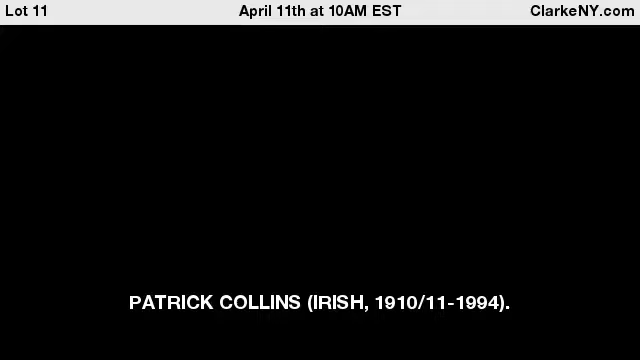 Lot 11 April 11th at 10AM EST ClarkeNY.com
PATRICK COLLINS (IRISH, 1910/11-1994).